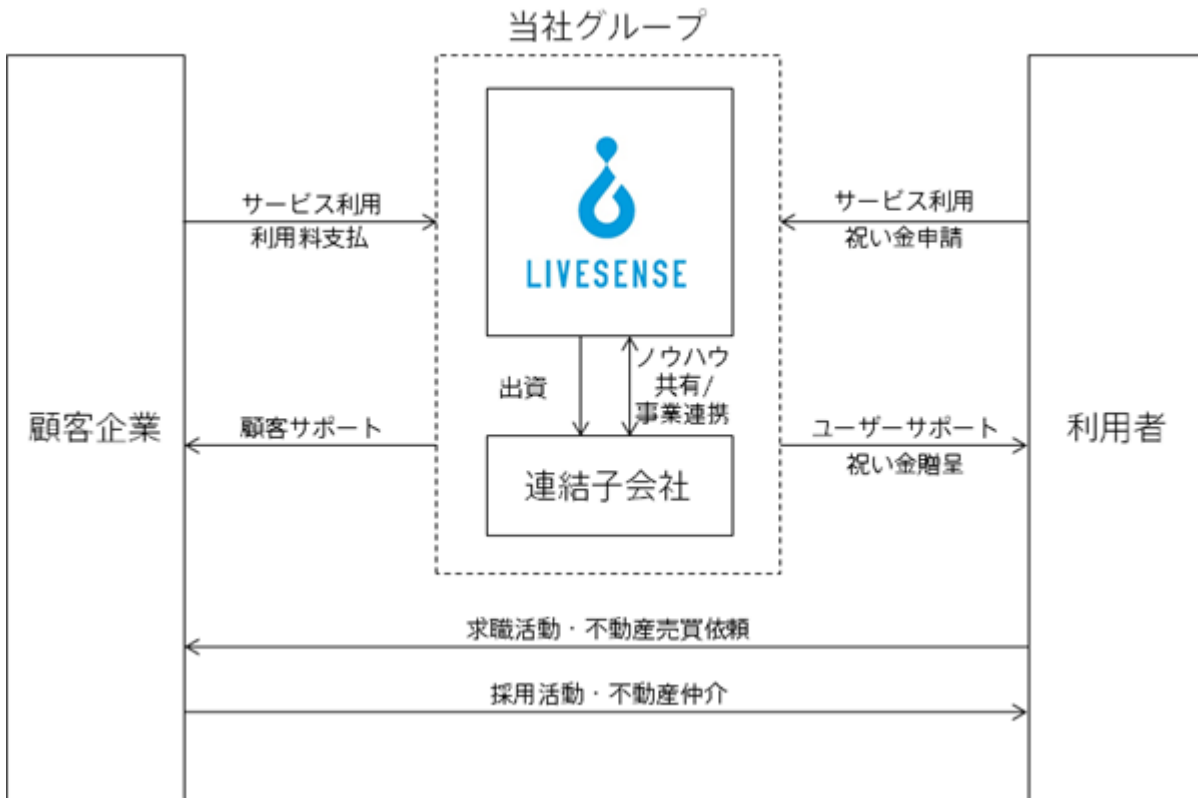 当社グループ
サービス利用
利用料支払
LIVESENSE
サービス利用
祝い金申請
出資
ノウハウ
共有/
事業連携
顧客企業
顧客サポート
連結子会社
ユーザーサポート
祝い金贈呈
利用者
求職活動・不動産売買依頼
採用活動・不動産仲介